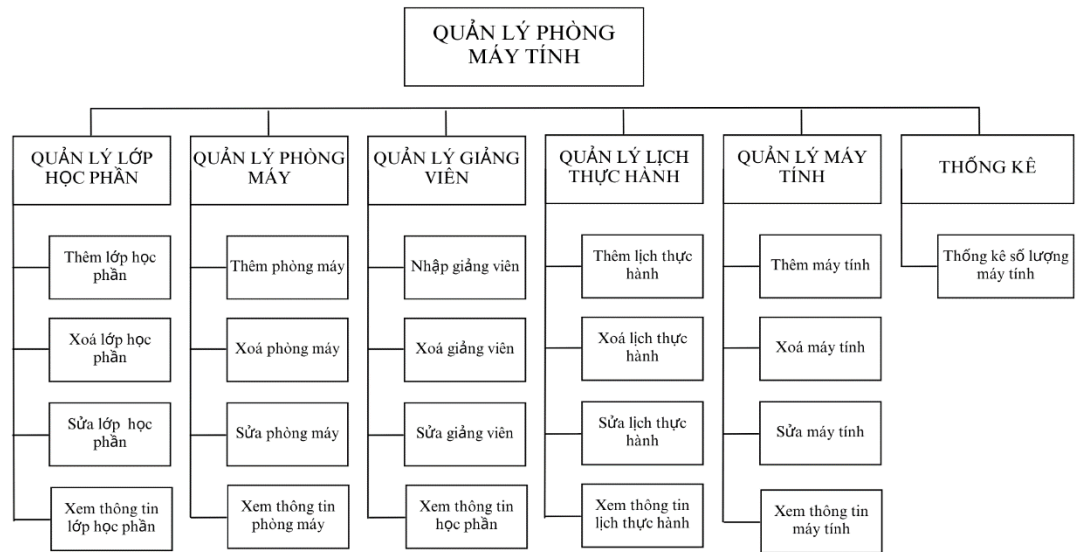 QUẢN LÝ PHÒNG
MÁY TÍNH
QUẢN LÝ LỚP
HỌC PHẦN
QUẢN LÝ PHÒNG
MÁY
QUẢN LÝ GIẢNG
VIÊN
QUẢN LÝ LỊCH
THỰC HÀNH
QUẢN LÝ MÁY
TÍNH
THỐNG KÊ
Thêm lớp học
phần
Thêm phòng máy
Nhập giảng viên
Thêm lịch thực
hành
Thêm máy tính
Thống kê số lượng
máy tính
Xoá lớp học
phần
Xoá phòng máy
Xoá giảng viên
Xoá lịch thực
hành
Xoá máy tính
Sửa lớp học
phần
Sửa phòng máy
Sửa giảng viên
Sửa lịch thực
hành
Sửa máy tính
Xem thông tin
lớp học phần
Xem thông tin
phòng máy
Xem thông tin
học phần
Xem thông tin
lịch thực hành
Xem thông tin
máy tính